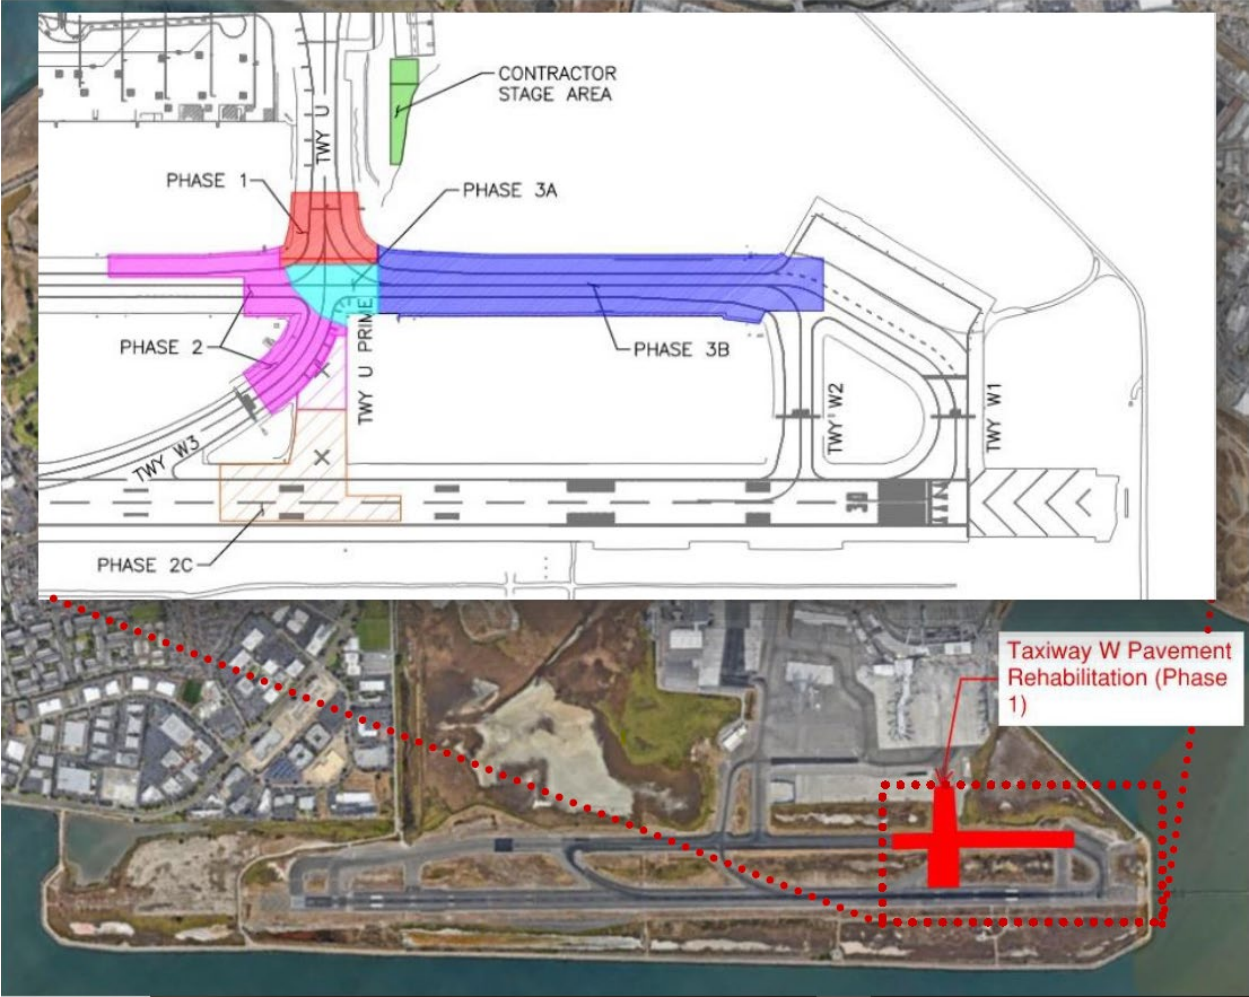 CONTRACTOR
STAGE AREA
TWY U
PHASE 1
PHASE 3A
PHASE 2
TWY U PRIME
PHASE 3B
TWY W2
TWY W1
TWY W3
30
PHASE 2C
Taxiway W Pavement
Rehabilitation (Phase
1)